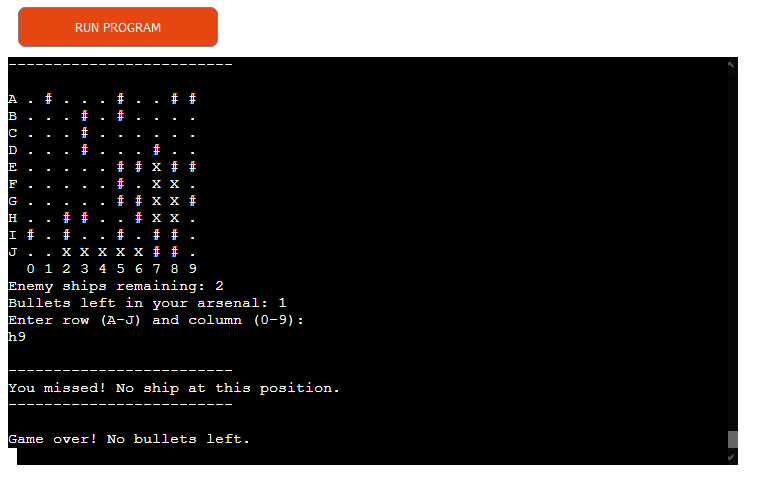 RUN PROGRAM
-------------------------
A . # . . . # . . # #
B . . . # . # . . . .
C . . . # . . . . . .
D . . . # . . . # . .
E . . . . . # # X # #
F . . . . . # . X X .
G . . . . . # # X X #
H . . # # . . # X X .
I # . # . . # . # # .
J . . X X X X X # # .
  0 1 2 3 4 5 6 7 8 9
Enemy ships remaining: 2
Bullets left in your arsenal: 1
Enter row (A-J) and column (0-9):
h9
-------------------------
You missed! No ship at this position.
-------------------------
Game over! No bullets left.